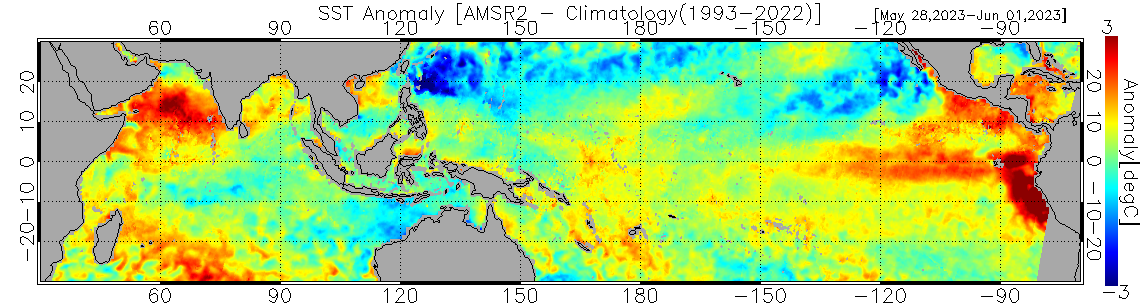 SST Anomaly [AMSR2 - Climatology(1993-2022)]
[May 28,2023-Jun 01,2023]
60 90 120 150 180 -150 -120 -90
20 10 0 -10 -20
20 10 0 -10 -20
60 90 120 150 180 -150 -120 -90
3
Anomaly[degC]
-3